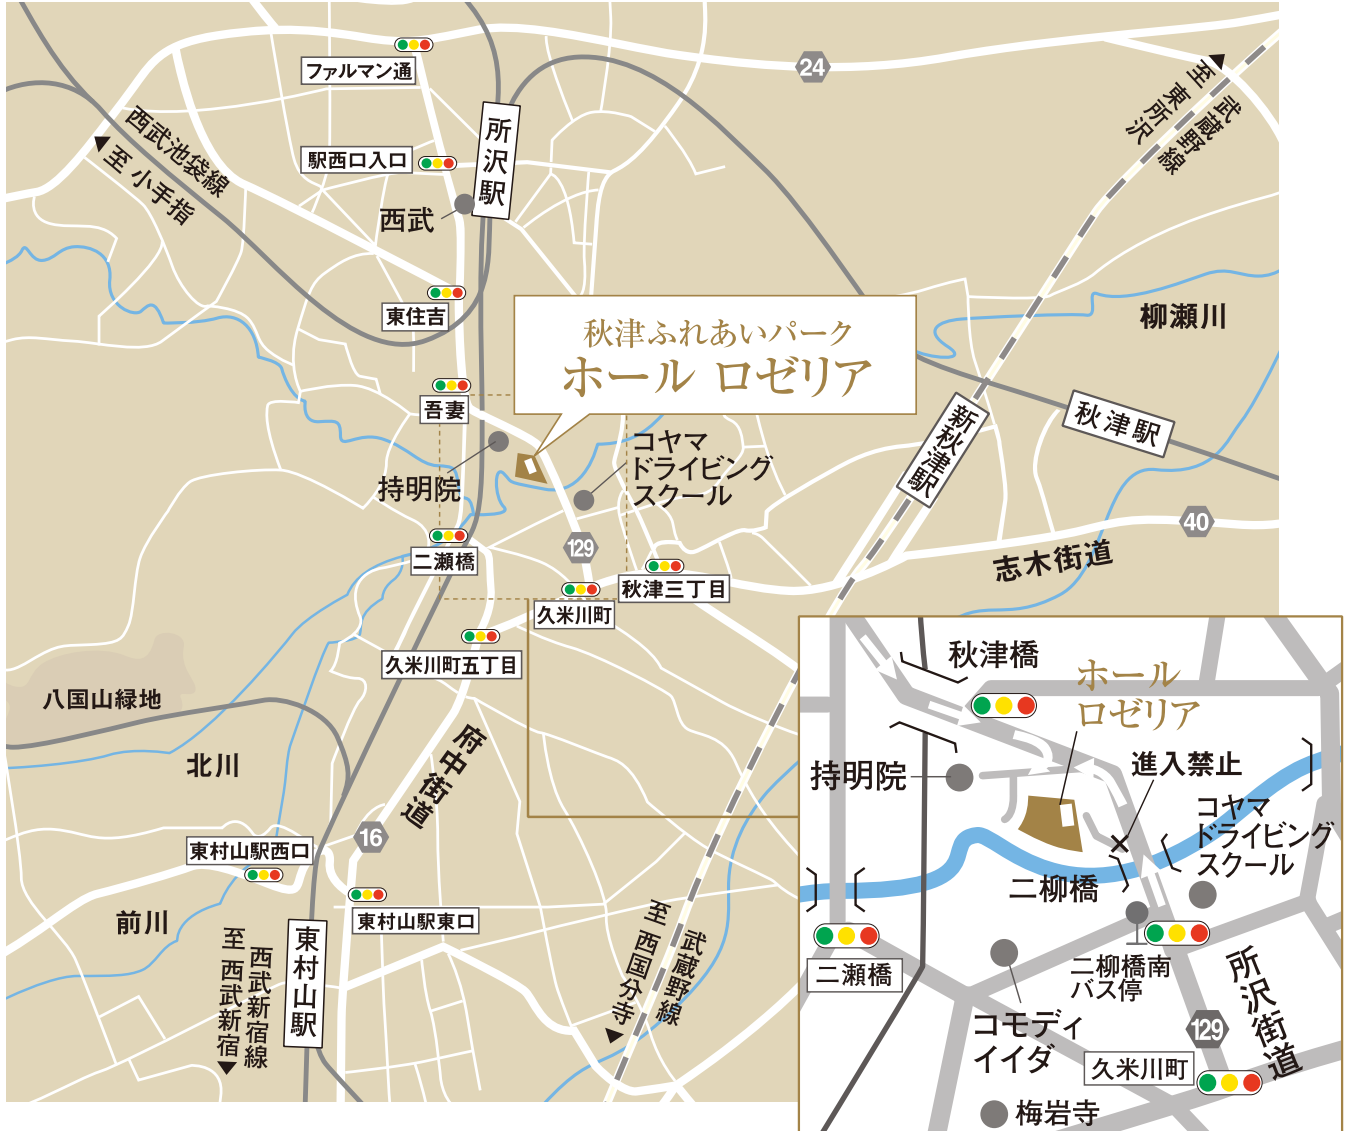 ファルマン通
24
所沢駅
駅西口入口
西武
西武池袋線
至 小手指
至 東所沢
武蔵野線
東住吉
秋津ふれあいパーク
ホール ロゼリア
柳瀬川
秋津駅
新秋津駅
吾妻
持明院
コヤマ
ドライビング
スクール
129
40
志木街道
二瀬橋
秋津三丁目
久米川町
久米川町五丁目
八国山緑地
北川
府中街道
16
東村山駅西口
東村山駅東口
前川
東村山駅
至 西武新宿
西武新宿線
至 西国分寺
武蔵野線
秋津橋
ホール
ロゼリア
持明院
進入禁止
コヤマ
ドライビング
スクール
二柳橋
二瀬橋
二柳橋南
バス停
コモディ
イイダ
所沢街道
129
久米川町
梅岩寺